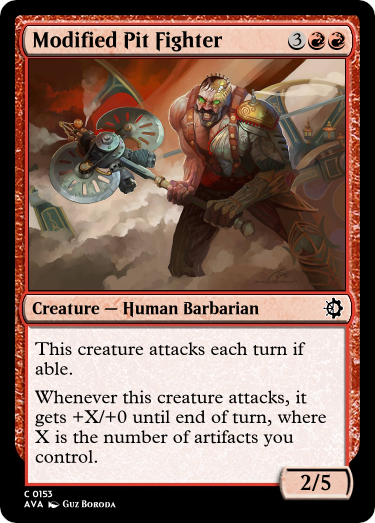 Modified Pit Fighter 3
Creature — Human Barbarian
This creature attacks each turn if
able.
Whenever this creature attacks, it
gets +X/+0 until end of turn, where
X is the number of artifacts you
control.
2/5
C 0153
AVA Guz Boroda